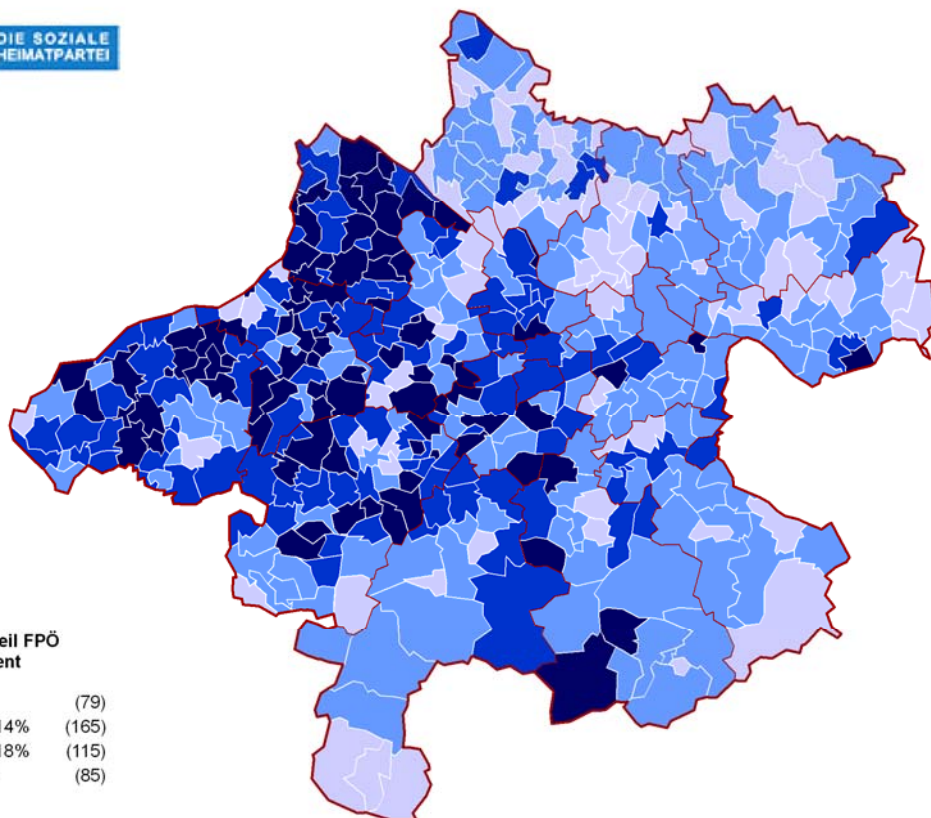 DIE SOZIALE
HEIMATPARTEI
eil FPÖ
ent
(79)
14% (165)
18% (115)
(85)